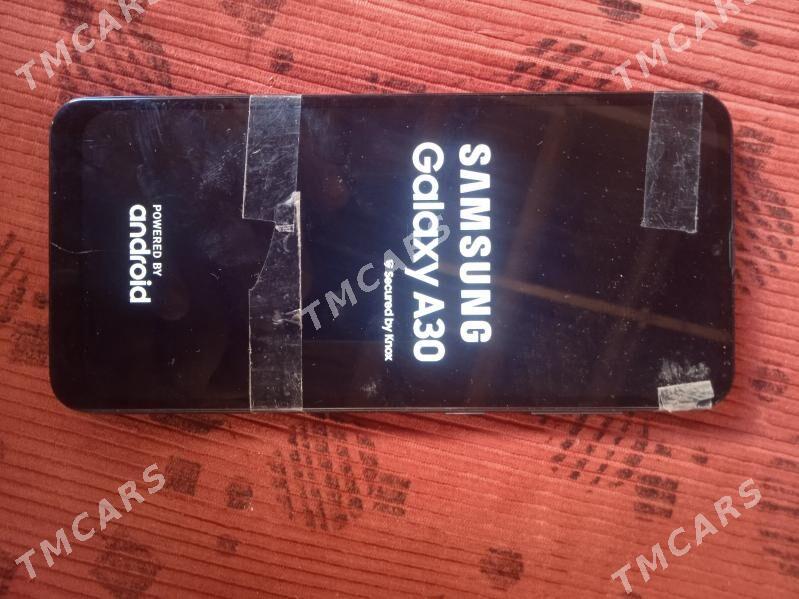 SAMSUNG
Galaxy A30
Secured by Knox
POWERED BY
android
TMCARS
TMCARS
TMCARS
TMCARS
TMCARS